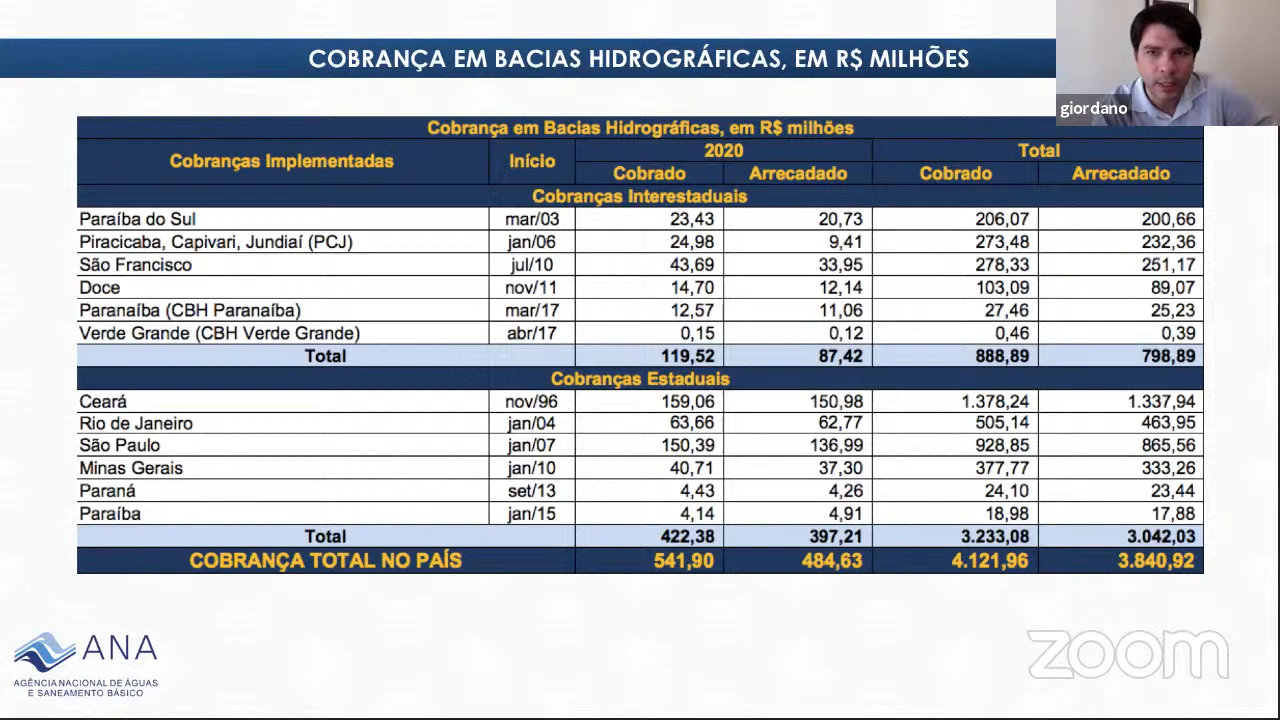 COBRANÇA EM BACIAS HIDROGRÁFICAS, EM R$ MILHÕES
giordano
Cobrança em Bacias Hidrográficas, em R$ milhões
Cobranças Implementadas Início 2020 Total
Cobrado Arrecadado Cobrado Arrecadado
Cobranças Interestaduais
Paraíba do Sul mar/03 23,43 20,73 206,07 200,66
Piracicaba, Capivari, Jundiaí (PCJ) jan/06 24,98 9,41 273,48 232,36
São Francisco jul/10 43,69 33,95 278,33 251,17
Doce nov/11 14,70 12,14 103,09 89,07
Paranaíba (CBH Paranaíba) mar/17 12,57 11,06 27,46 25,23
Verde Grande (CBH Verde Grande) abr/17 0,15 0,12 0,46 0,39
Total 119,52 87,42 888,89 798,89
Cobranças Estaduais
Ceará nov/96 159,06 150,98 1.378,24 1.337,94
Rio de Janeiro jan/04 63,66 62,77 505,14 463,95
São Paulo jan/07 150,39 136,99 928,85 865,56
Minas Gerais jan/10 40,71 37,30 377,77 333,26
Paraná set/13 4,43 4,26 24,10 23,44
Paraíba jan/15 4,14 4,91 18,98 17,88
Total 422,38 397,21 3.233,08 3.042,03
COBRANÇA TOTAL NO PAÍS 541,90 484,63 4.121,96 3.840,92
ANA
AGÊNCIA NACIONAL DE ÁGUAS
E SANEAMENTO BÁSICO
zoom